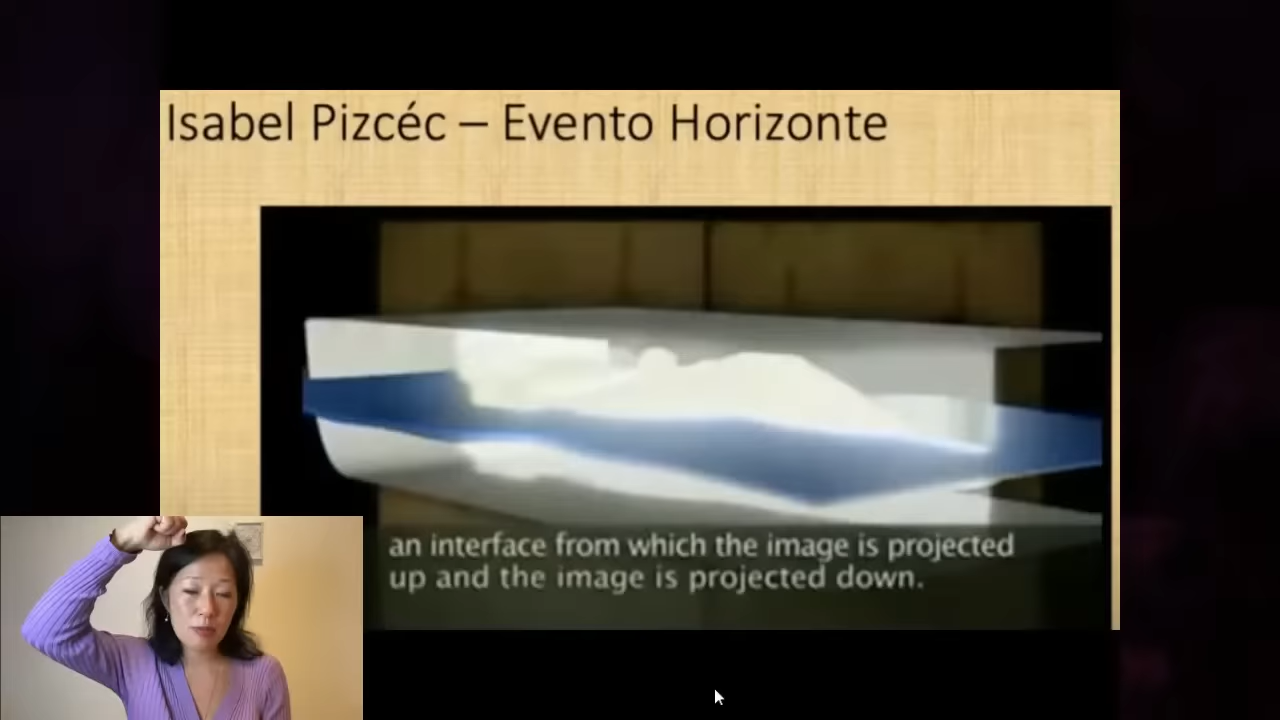 Isabel Pizcéc – Evento Horizonte
an interface from which the image is projected
up and the image is projected down.